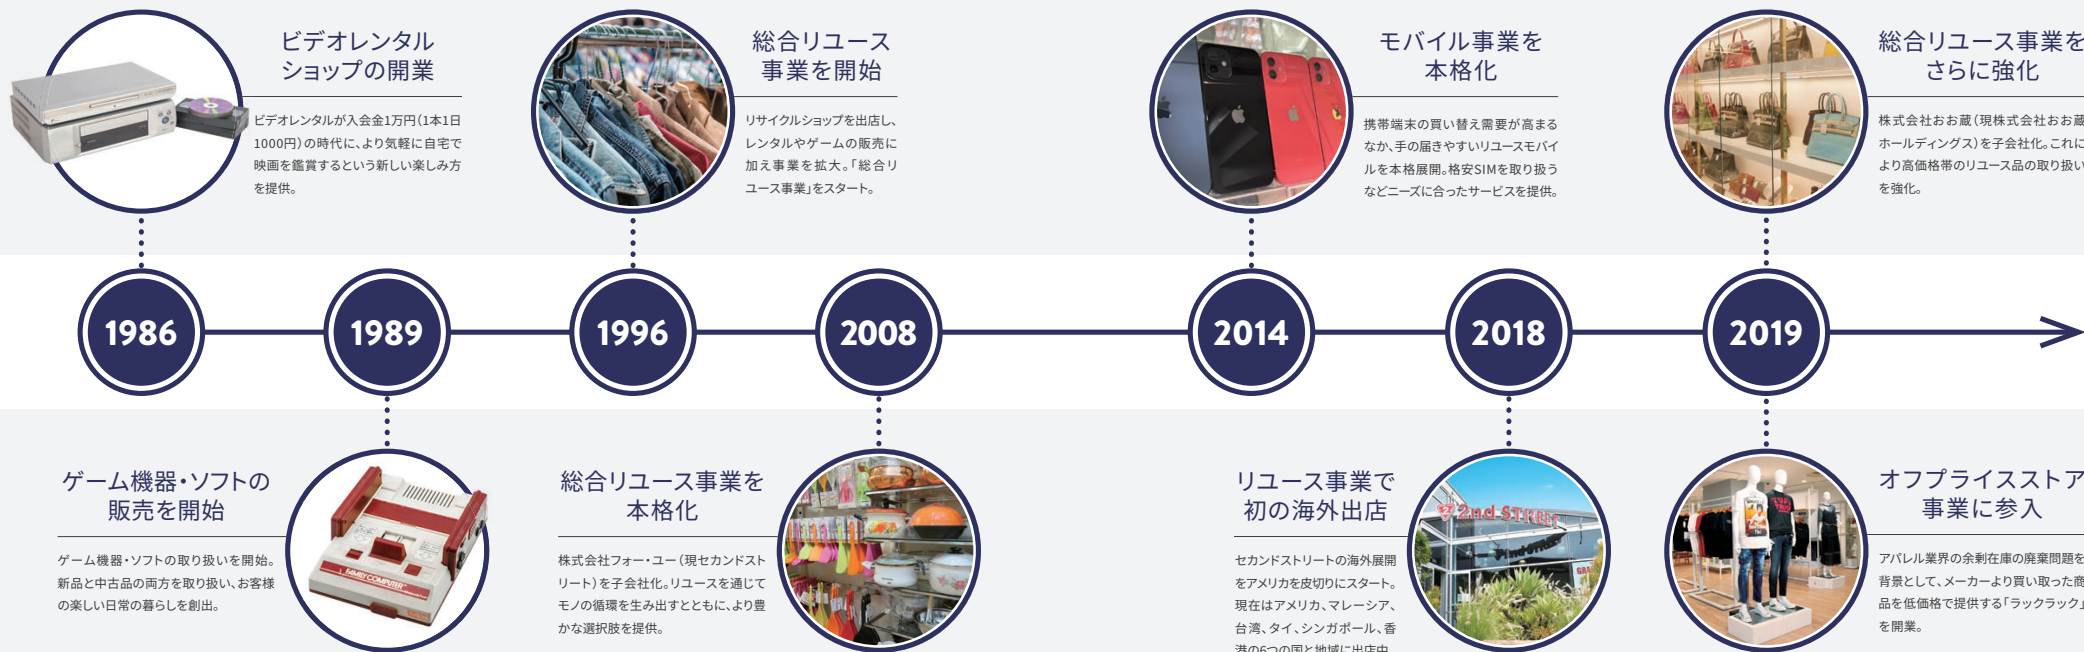 ビデオレンタル
ショップの開業
ビデオレンタルが入会金1万円（1本1日
1000円）の時代に、より気軽に自宅で
映画を鑑賞するという新しい楽しみ方
を提供。
総合リユース
事業を開始
リサイクルショップを出店し、
レンタルやゲームの販売に
加え事業を拡大。「総合リ
ユース事業」をスタート。
モバイル事業を
本格化
携帯端末の買い替え需要が高まる
なか、手の届きやすいリユースモバイ
ルを本格展開。格安SIMを取り扱う
などニーズに合ったサービスを提供。
総合リユース事業を
さらに強化
株式会社おお蔵（現株式会社おお蔵
ホールディングス）を子会社化。これに
より高価格帯のリユース品の取り扱い
を強化。
1986
1989
1996
2008
2014
2018
2019
ゲーム機器・ソフトの
販売を開始
ゲーム機器・ソフトの取り扱いを開始。
新品と中古品の両方を取り扱い、お客様
の楽しい日常の暮らしを創出。
FAMILY COMPUTER
総合リユース事業を
本格化
株式会社フォー・ユー（現セカンドスト
リート）を子会社化。リユースを通じて
モノの循環を生み出すとともに、より豊
かな選択肢を提供。
リユース事業で
初の海外出店
セカンドストリートの海外展開
をアメリカを皮切りにスタート。
現在はアメリカ、マレーシア、
台湾、タイ、シンガポール、香
港の6つの国と地域に出店中。
2nd STREET
オフプライスストア
事業に参入
アパレル業界の余剰在庫の廃棄問題を
背景として、メーカーより買い取った商
品を低価格で提供する「ラックラック」
を開業。